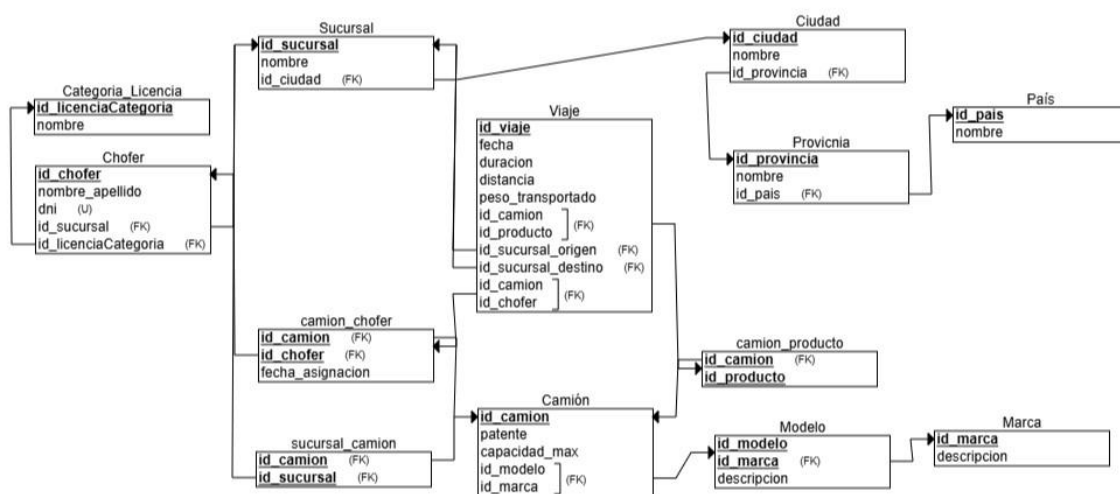 Sucursal
id_sucursal
nombre
id_ciudad (FK)
Ciudad
id_ciudad
nombre
id_provincia (FK)
Categoria_Licencia
id_licenciaCategoria
nombre
Chofer
id_chofer
nombre_apellido
dni (U)
id_sucursal (FK)
id_licenciaCategoria (FK)
Viaje
id_viaje
fecha
duracion
distancia
peso_transportado
id_camion
id_producto (FK)
id_sucursal_origen (FK)
id_sucursal_destino (FK)
id_camion
id_chofer (FK)
País
id_pais
nombre
Provicnia
id_provincia
nombre
id_pais (FK)
camion_chofer
id_camion (FK)
id_chofer (FK)
fecha_asignacion
camion_producto
id_camion (FK)
id_producto
sucursal_camion
id_camion (FK)
id_sucursal (FK)
Camión
id_camion
patente
capacidad_max
id_modelo
id_marca (FK)
Modelo
id_modelo
id_marca (FK)
descripcion
Marca
id_marca
descripcion